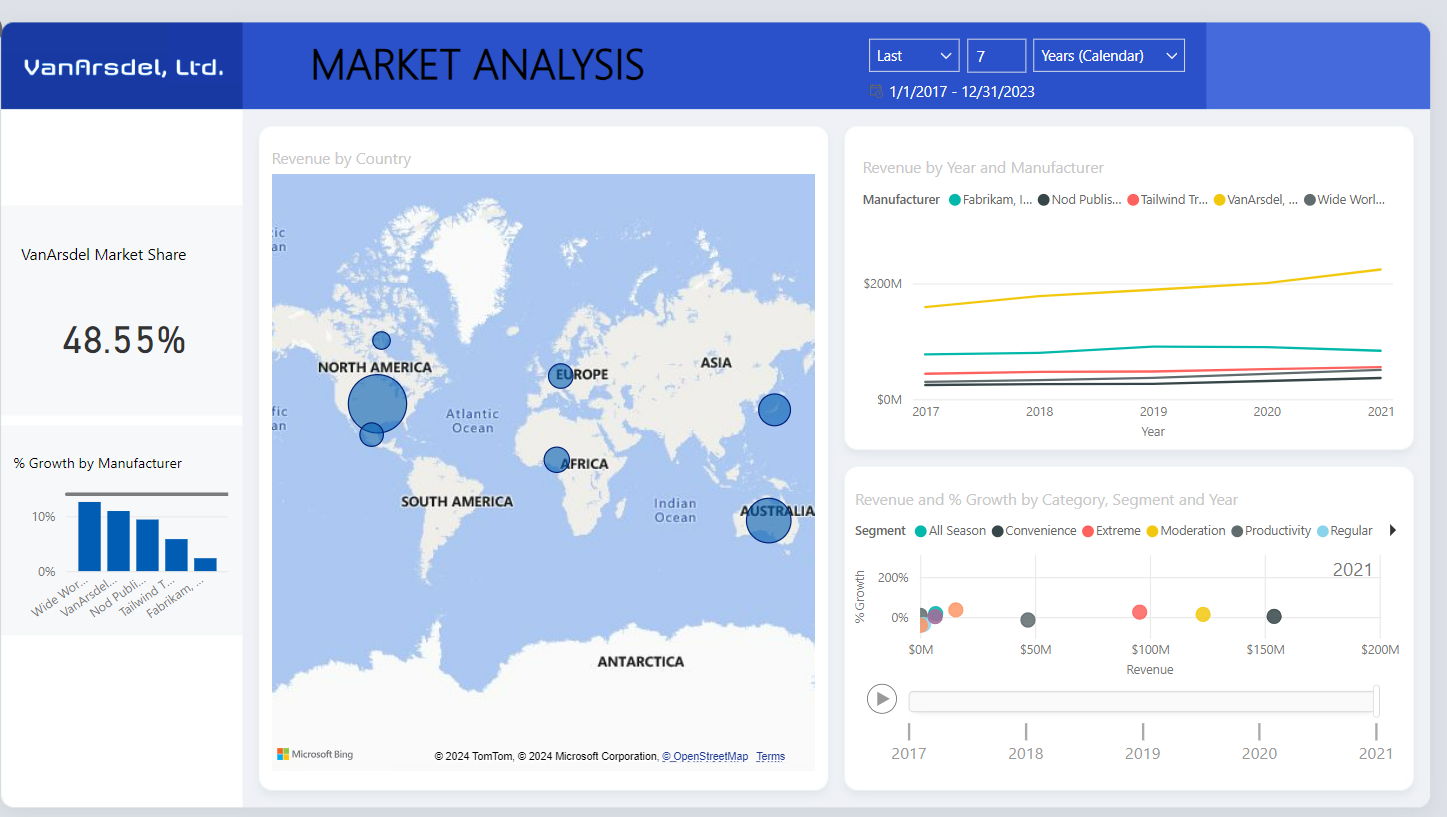 VanArsdel, Ltd.
MARKET ANALYSIS
Last 7 Years (Calendar)
1/1/2017 - 12/31/2023
VanArsdel Market Share
48.55%
% Growth by Manufacturer
10%
0%
Wide Wor... VanArsdel... Nod Publi... Tailwind T... Fabrikam, ...
Revenue by Country
ic
an
NORTH AMERICA
EUROPE
ASIA
fic
an
Atlantic
Ocean
AFRICA
SOUTH AMERICA
Indian
Ocean
AUSTRALIA
ANTARCTICA
Microsoft Bing
© 2024 TomTom, © 2024 Microsoft Corporation, © OpenStreetMap Terms
Revenue by Year and Manufacturer
Manufacturer Fabrikam, I... Nod Publis... Tailwind Tr... VanArsdel, ... Wide Worl...
$200M
$0M
2017 2018 2019 2020 2021
Year
Revenue and % Growth by Category, Segment and Year
Segment All Season Convenience Extreme Moderation Productivity Regular
2021
% Growth
200%
0%
$0M $50M $100M $150M $200M
Revenue
2017 2018 2019 2020 2021